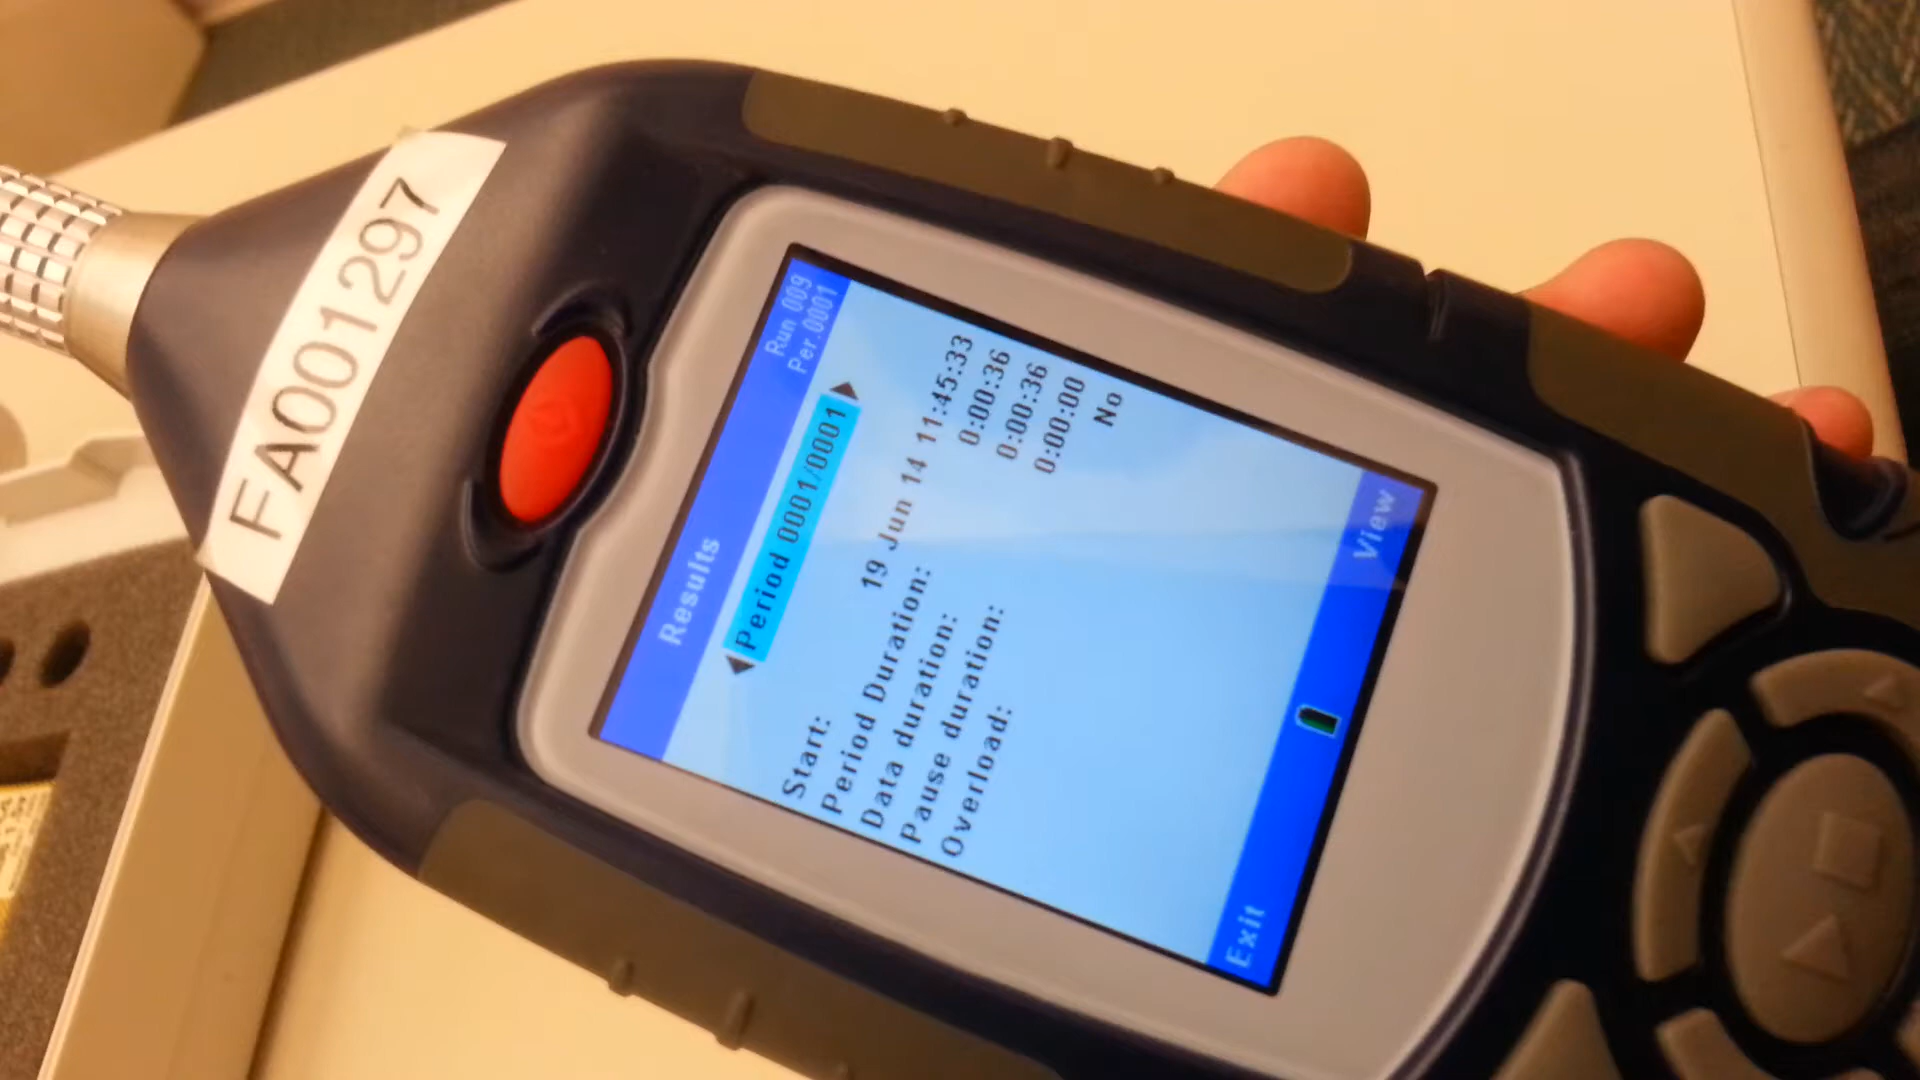 FA001297
Results
Run 009
Per.0001
Period 0001/0001
Start:
19 Jun 14 11:45:33
Period Duration: 0:00:36
Data duration: 0:00:36
Pause duration: 0:00:00
Overload: No
Exit
View